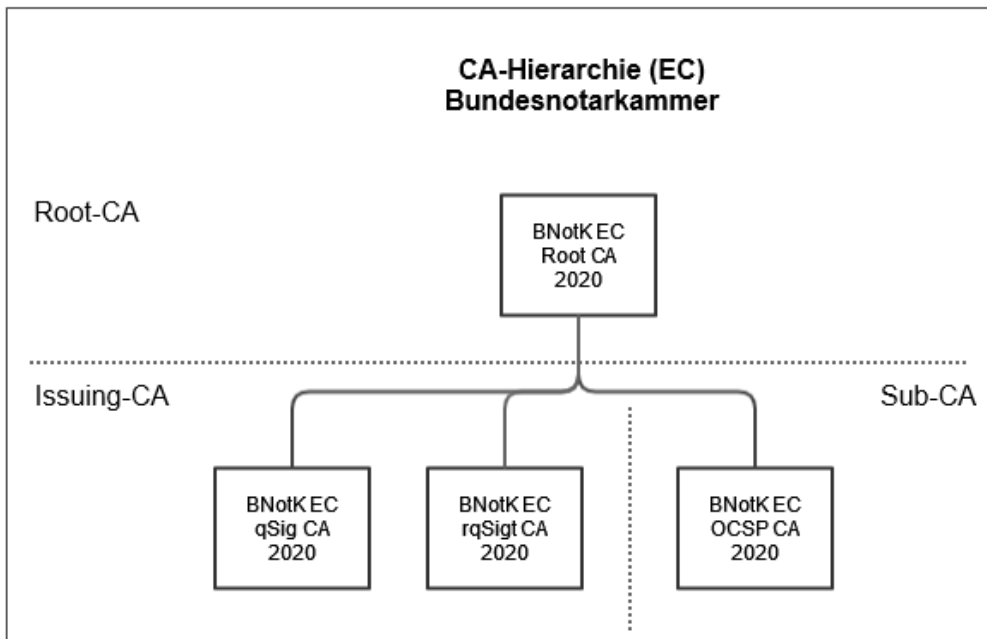 CA-Hierarchie (EC)
Bundesnotarkammer
Root-CA
BNotK EC
Root CA
2020
Issuing-CA
Sub-CA
BNotK EC
qSig CA
2020
BNotK EC
rqSigt CA
2020
BNotK EC
OCSP CA
2020